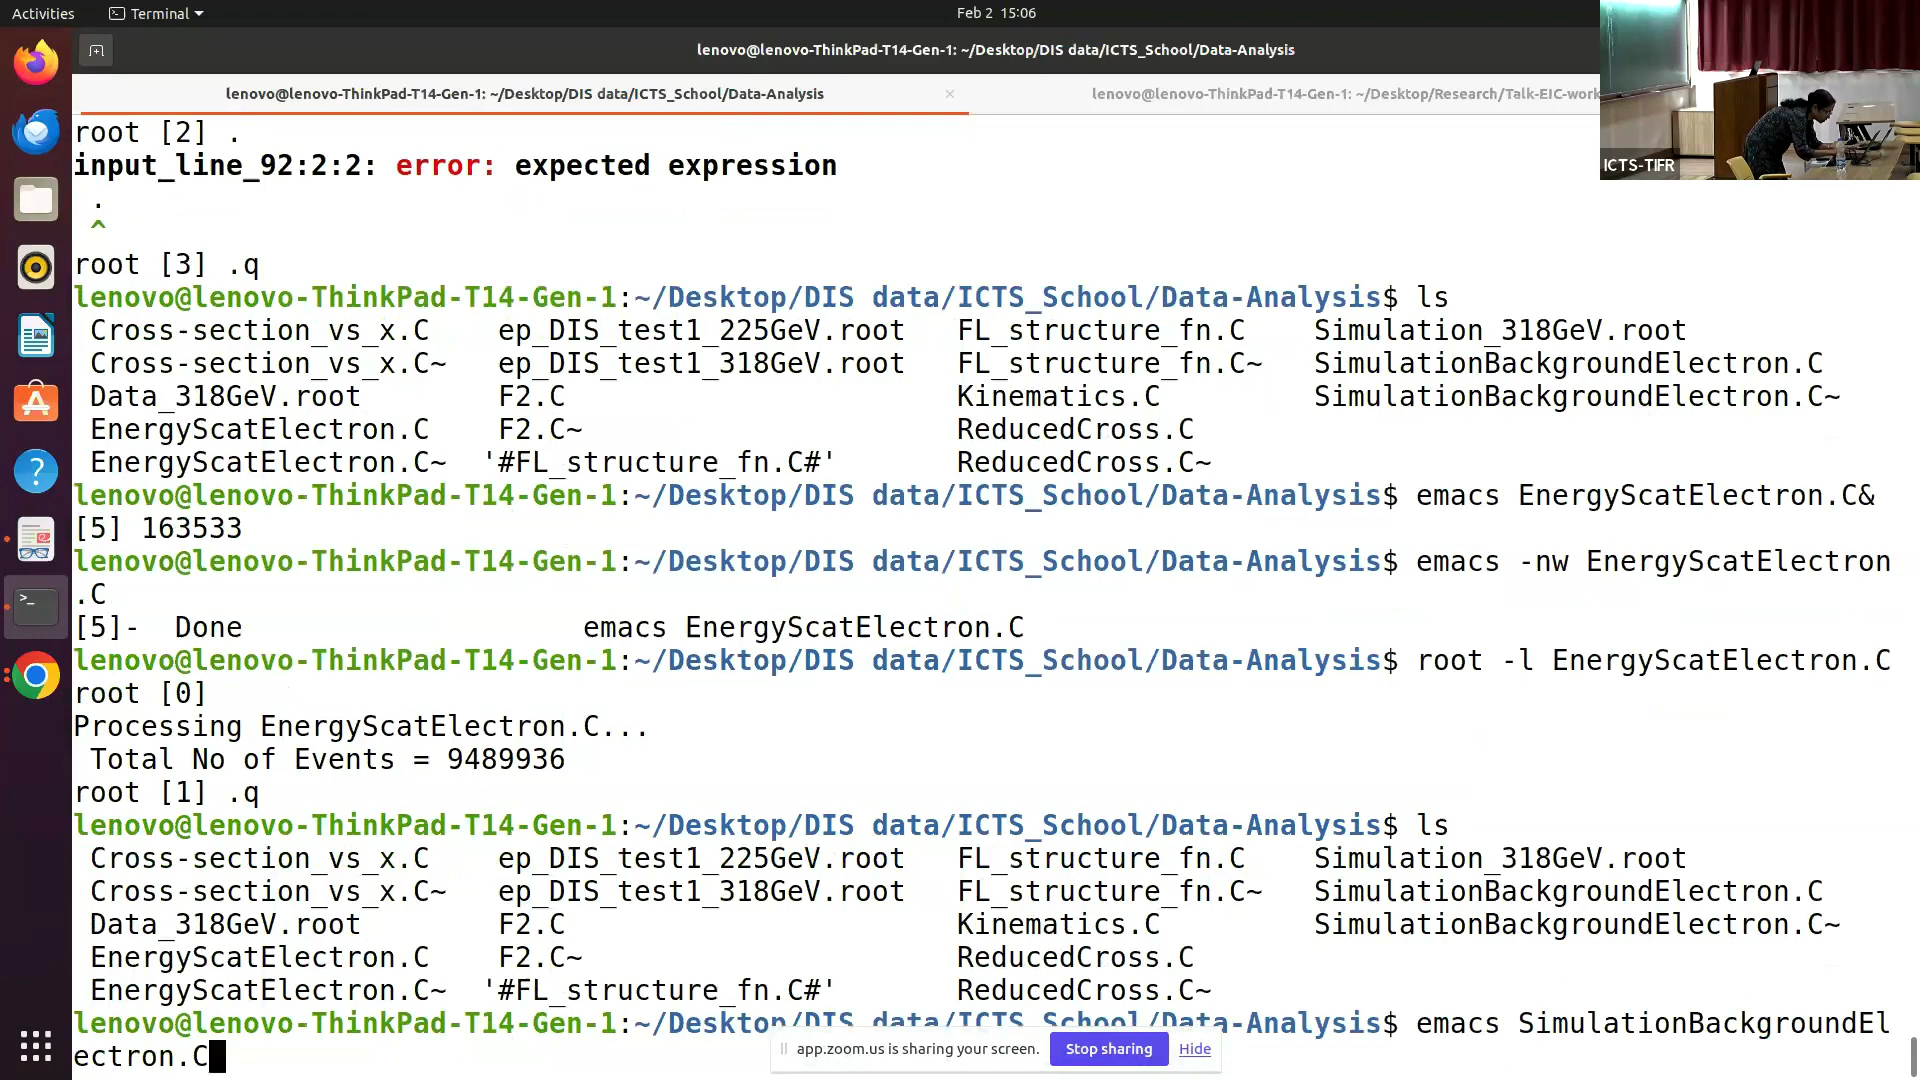 Activities
Terminal
Feb 2 15:06
lenovo@lenovo-ThinkPad-T14-Gen-1: ~/Desktop/DIS data/ICTS_School/Data-Analysis
lenovo@lenovo-ThinkPad-T14-Gen-1: ~/Desktop/DIS data/ICTS_School/Data-Analysis
lenovo@lenovo-ThinkPad-T14-Gen-1: ~/Desktop/Research/Talk-EIC-work
ICTS-TIFR
root [2] .
input_line_92:2:2: error: expected expression
.
^
root [3] .q
lenovo@lenovo-ThinkPad-T14-Gen-1:~/Desktop/DIS data/ICTS_School/Data-Analysis$ ls
Cross-section_vs_x.C ep_DIS_test1_225GeV.root FL_structure_fn.C Simulation_318GeV.root
Cross-section_vs_x.C~ ep_DIS_test1_318GeV.root FL_structure_fn.C~ SimulationBackgroundElectron.C
Data_318GeV.root F2.C Kinematics.C SimulationBackgroundElectron.C~
EnergyScatElectron.C F2.C~ ReducedCross.C
EnergyScatElectron.C~ '#FL_structure_fn.C#' ReducedCross.C~
lenovo@lenovo-ThinkPad-T14-Gen-1:~/Desktop/DIS data/ICTS_School/Data-Analysis$ emacs EnergyScatElectron.C&
[5] 163533
lenovo@lenovo-ThinkPad-T14-Gen-1:~/Desktop/DIS data/ICTS_School/Data-Analysis$ emacs -nw EnergyScatElectron
.C
[5]- Done emacs EnergyScatElectron.C
lenovo@lenovo-ThinkPad-T14-Gen-1:~/Desktop/DIS data/ICTS_School/Data-Analysis$ root -l EnergyScatElectron.C
root [0]
Processing EnergyScatElectron.C...
Total No of Events = 9489936
root [1] .q
lenovo@lenovo-ThinkPad-T14-Gen-1:~/Desktop/DIS data/ICTS_School/Data-Analysis$ ls
Cross-section_vs_x.C ep_DIS_test1_225GeV.root FL_structure_fn.C Simulation_318GeV.root
Cross-section_vs_x.C~ ep_DIS_test1_318GeV.root FL_structure_fn.C~ SimulationBackgroundElectron.C
Data_318GeV.root F2.C Kinematics.C SimulationBackgroundElectron.C~
EnergyScatElectron.C F2.C~ ReducedCross.C
EnergyScatElectron.C~ '#FL_structure_fn.C#' ReducedCross.C~
lenovo@lenovo-ThinkPad-T14-Gen-1:~/Desktop/DIS data/ICTS_School/Data-Analysis$ emacs SimulationBackgroundEl
ectron.C
app.zoom.us is sharing your screen. Stop sharing Hide